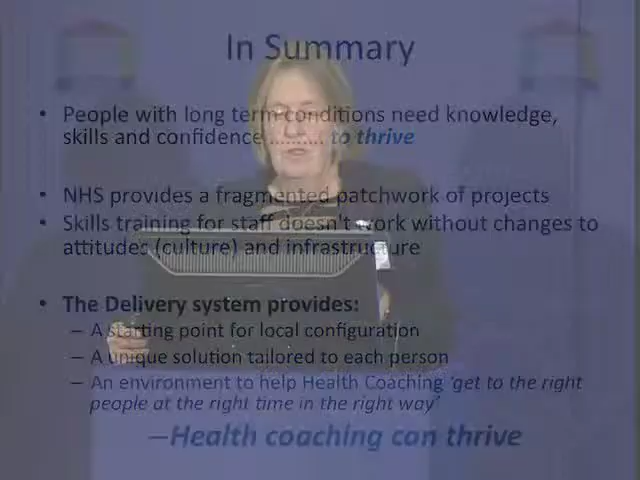 In Summary
• People with long term conditions need knowledge,
skills and confidence ......... to thrive
• NHS provides a fragmented patchwork of projects
• Skills training for staff doesn't work without changes to
attitudes (culture) and infrastructure
• The Delivery system provides:
– A starting point for local configuration
– A unique solution tailored to each person
– An environment to help Health Coaching ‘get to the right
people at the right time in the right way’
–Health coaching can thrive